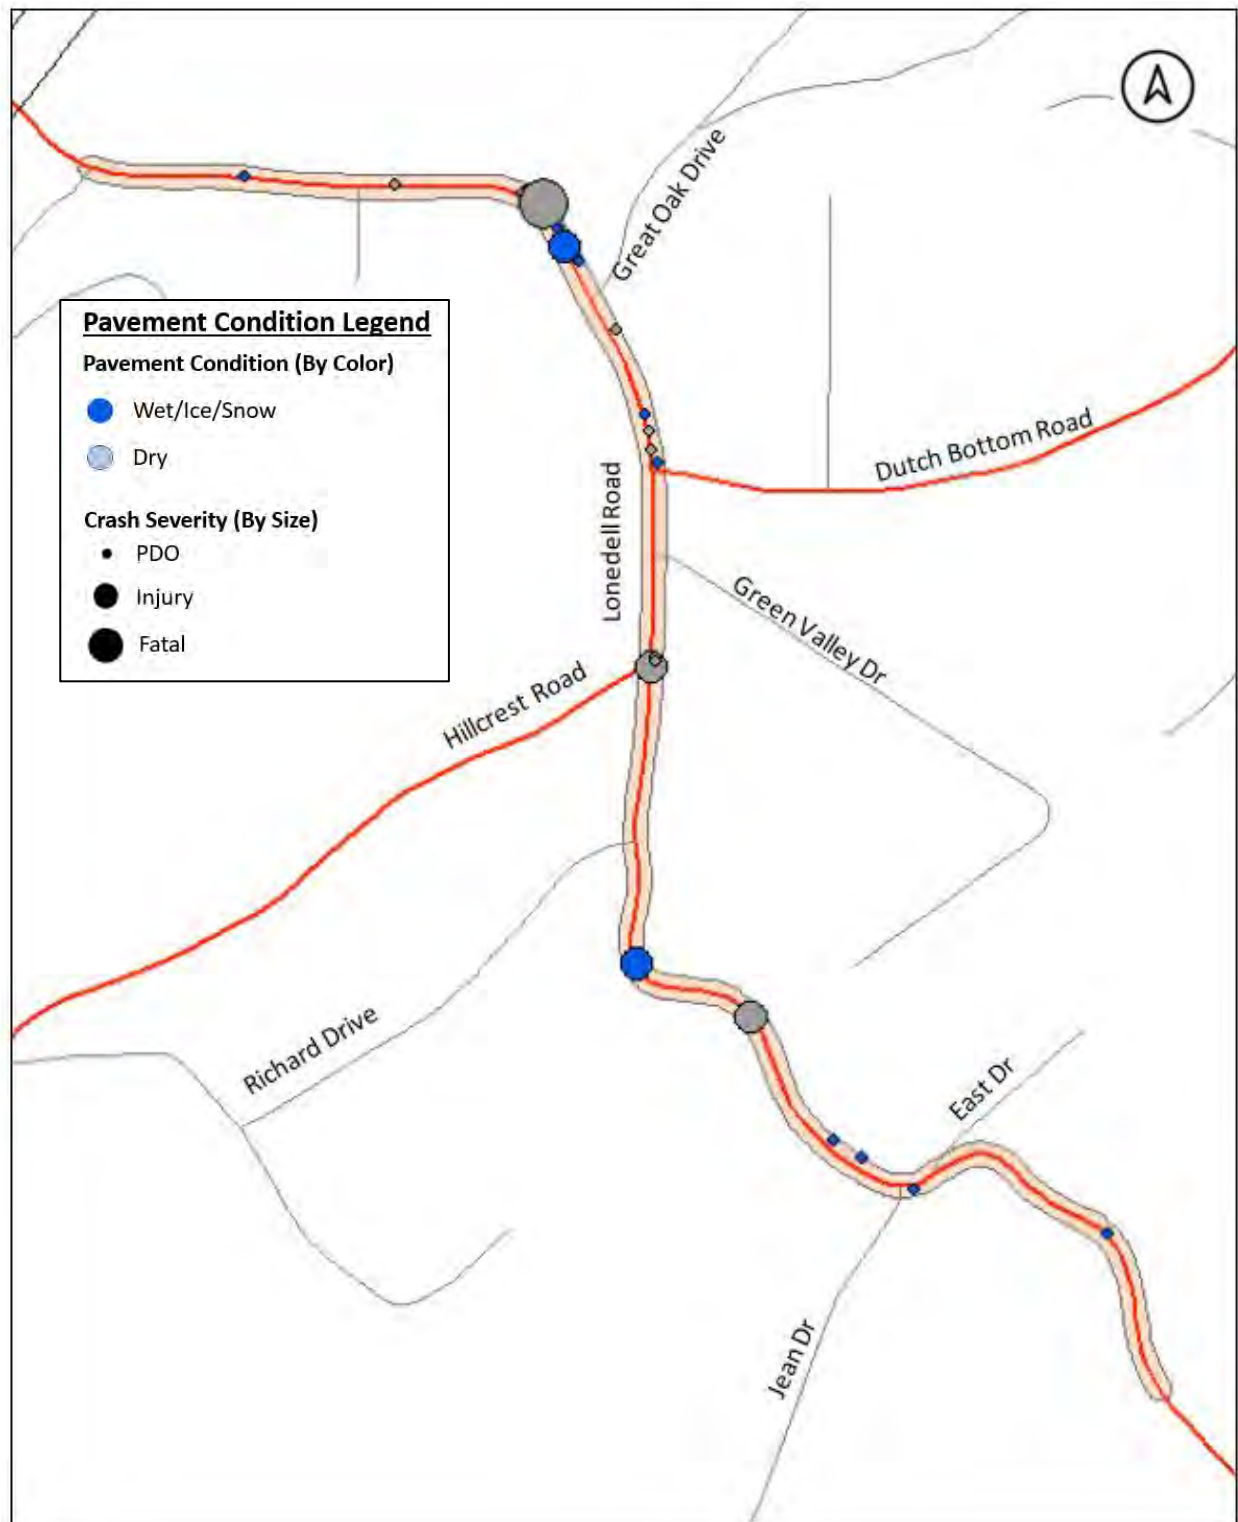 Great Oak Drive
Pavement Condition Legend
Pavement Condition (By Color)
Wet/Ice/Snow
Dry
Crash Severity (By Size)
PDO
Injury
Fatal
Dutch Bottom Road
Lonedell Road
Green Valley Dr
Hillcrest Road
Richard Drive
East Dr
Jean Dr